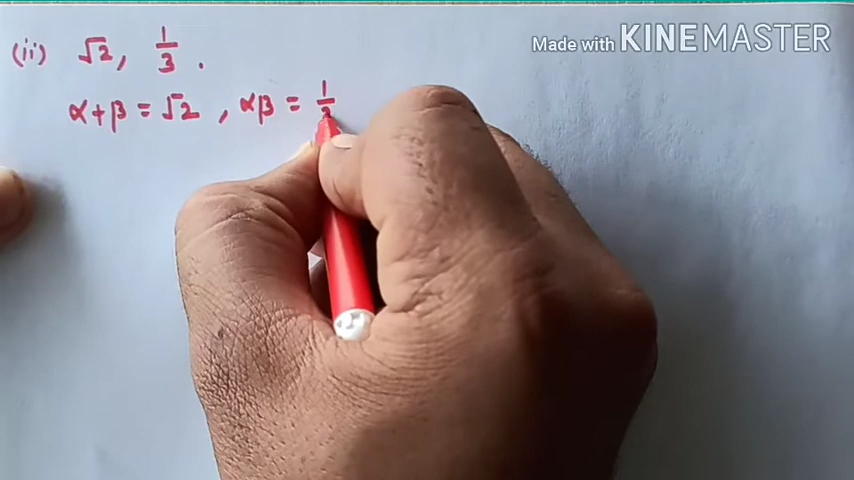 Made with KINEMASTER
(ii) √2, 1/3 .
α+β = √2 , αβ = 1/